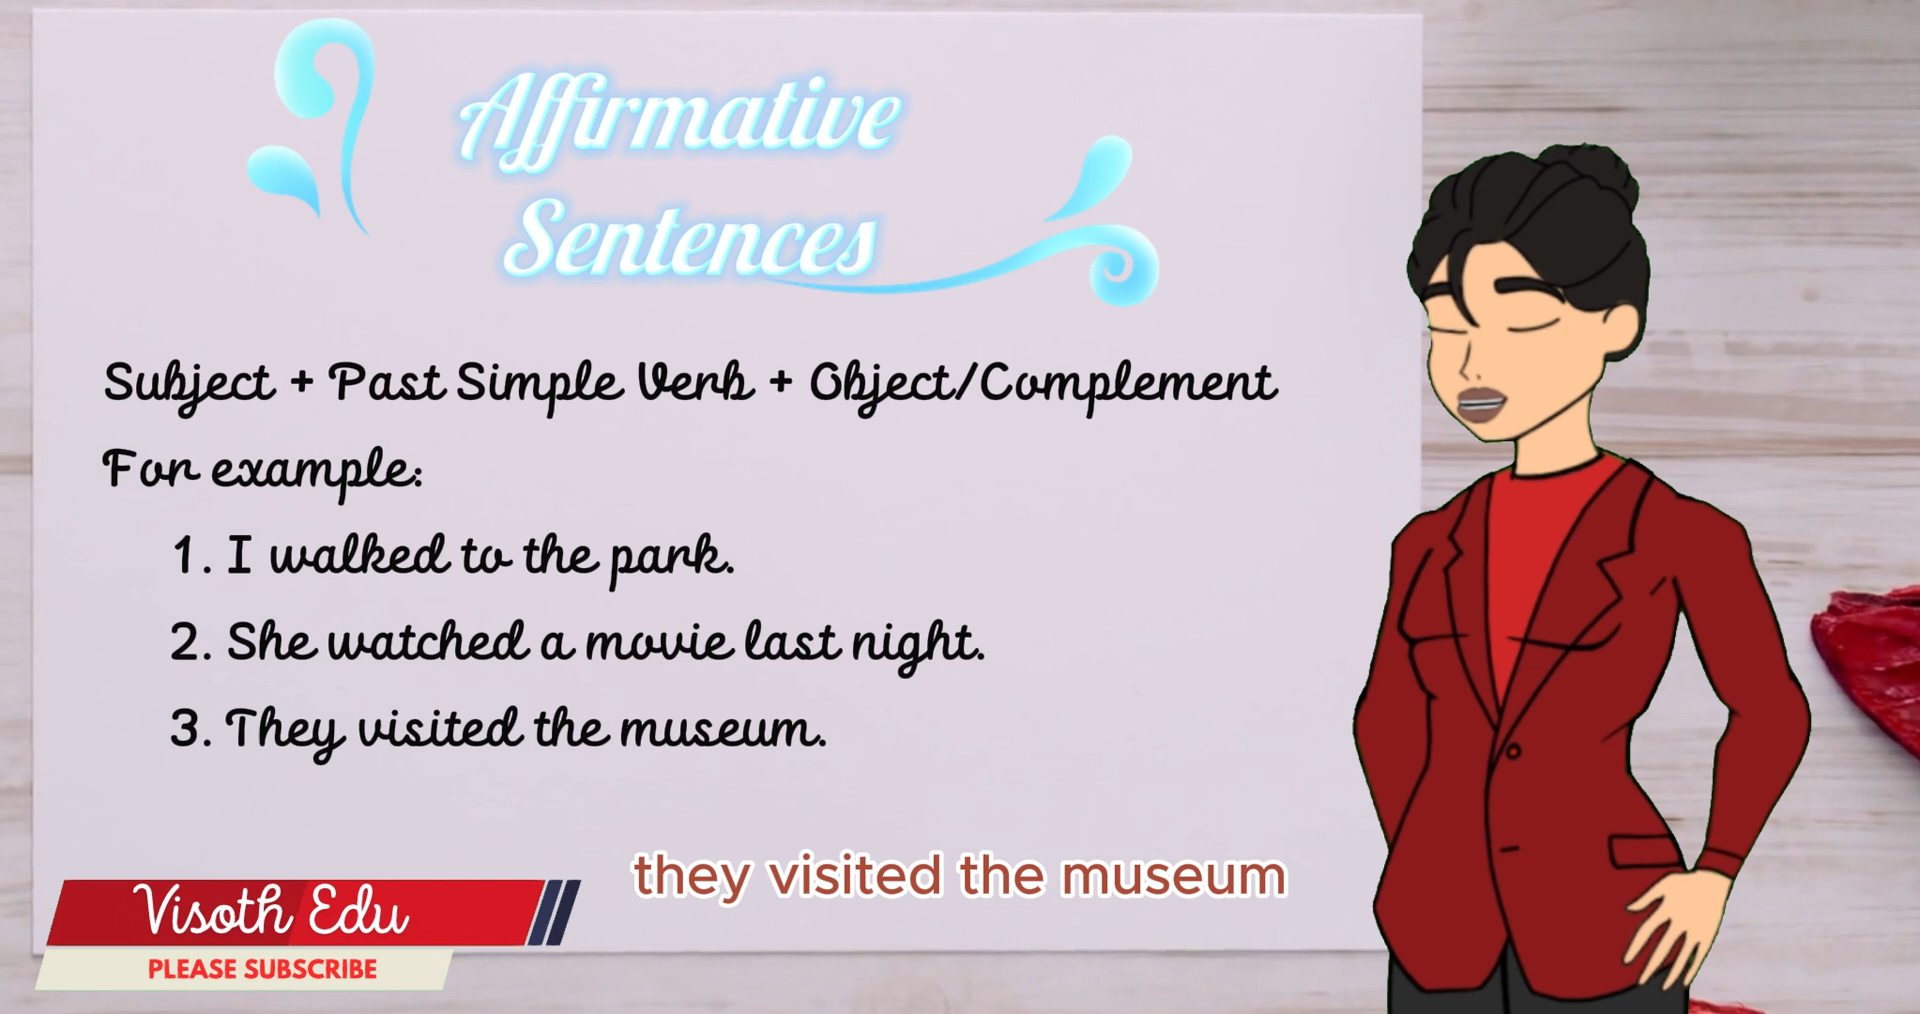 Affirmative
Sentences
Subject + Past Simple Verb + Object/Complement
For example:
1. I walked to the park.
2. She watched a movie last night.
3. They visited the museum.
they visited the museum
Visoth Edu
PLEASE SUBSCRIBE